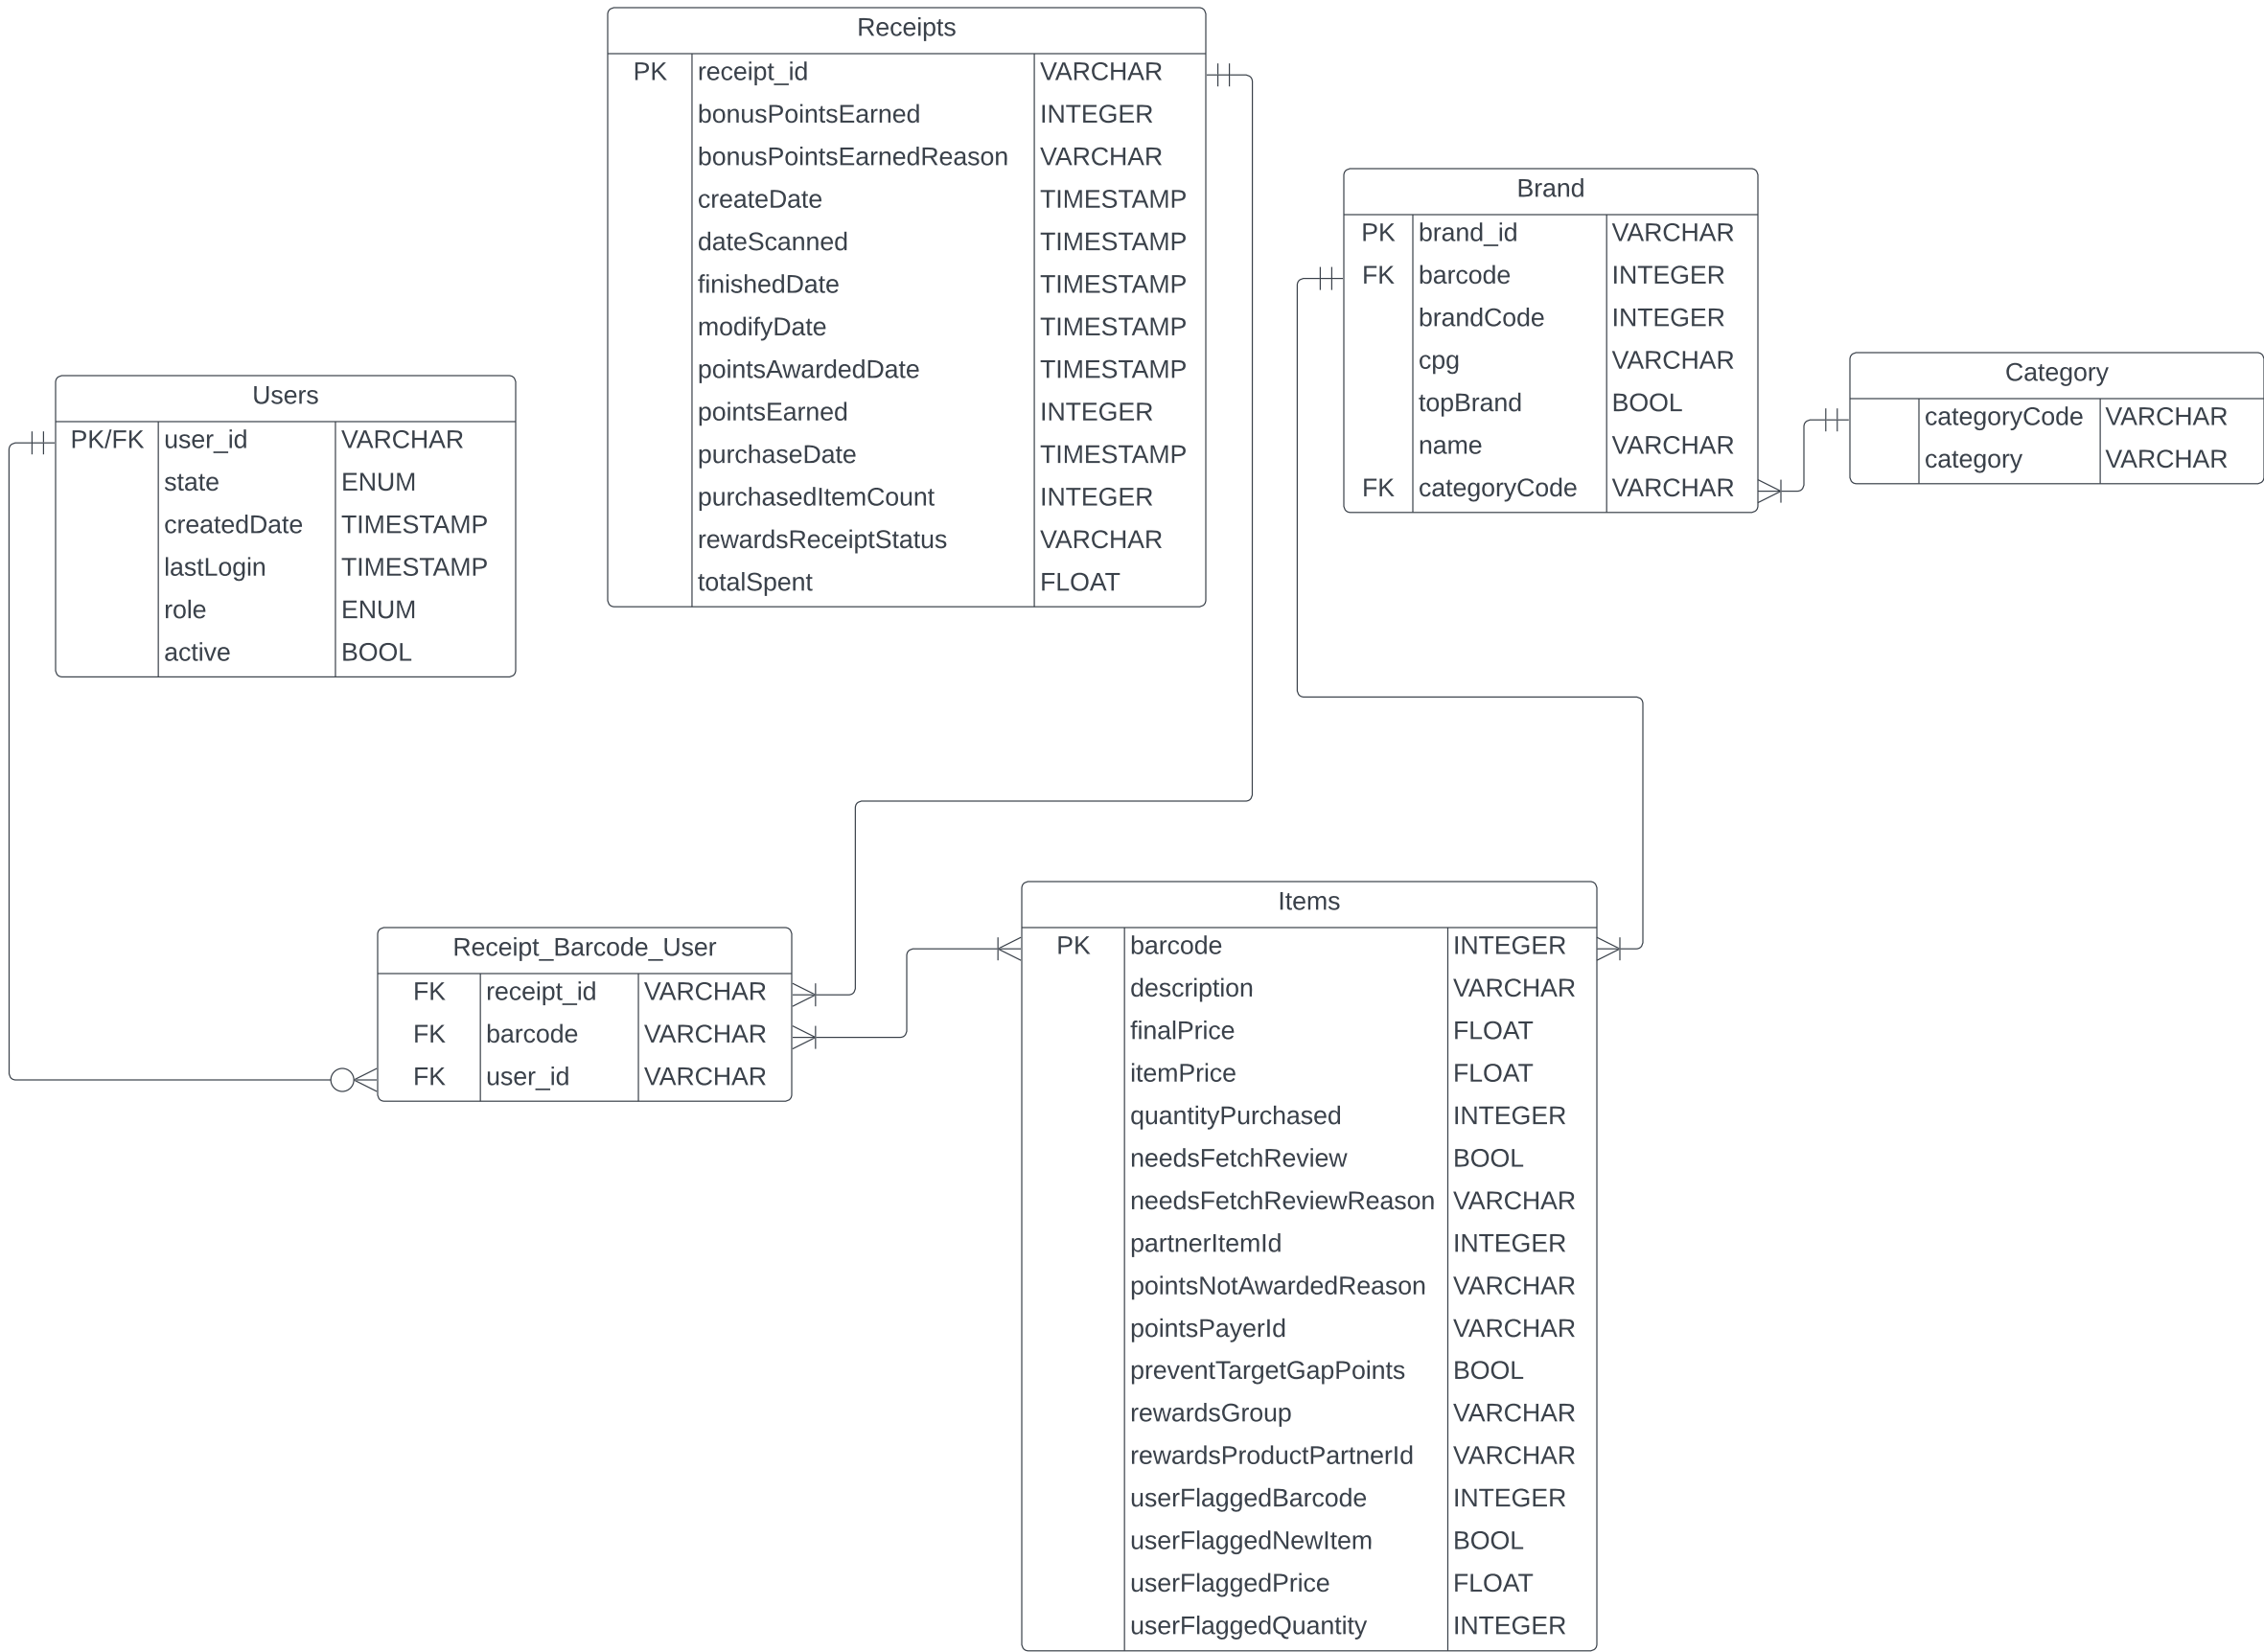 Receipts
PK receipt_id VARCHAR
bonusPointsEarned INTEGER
bonusPointsEarnedReason VARCHAR
createDate TIMESTAMP
dateScanned TIMESTAMP
finishedDate TIMESTAMP
modifyDate TIMESTAMP
pointsAwardedDate TIMESTAMP
pointsEarned INTEGER
purchaseDate TIMESTAMP
purchasedItemCount INTEGER
rewardsReceiptStatus VARCHAR
totalSpent FLOAT
Brand
PK brand_id VARCHAR
FK barcode INTEGER
brandCode INTEGER
cpg VARCHAR
topBrand BOOL
name VARCHAR
FK categoryCode VARCHAR
Category
categoryCode VARCHAR
category VARCHAR
Users
PK/FK user_id VARCHAR
state ENUM
createdDate TIMESTAMP
lastLogin TIMESTAMP
role ENUM
active BOOL
Receipt_Barcode_User
FK receipt_id VARCHAR
FK barcode VARCHAR
FK user_id VARCHAR
Items
PK barcode INTEGER
description VARCHAR
finalPrice FLOAT
itemPrice FLOAT
quantityPurchased INTEGER
needsFetchReview BOOL
needsFetchReviewReason VARCHAR
partnerItemId INTEGER
pointsNotAwardedReason VARCHAR
pointsPayerId VARCHAR
preventTargetGapPoints BOOL
rewardsGroup VARCHAR
rewardsProductPartnerId VARCHAR
userFlaggedBarcode INTEGER
userFlaggedNewItem BOOL
userFlaggedPrice FLOAT
userFlaggedQuantity INTEGER